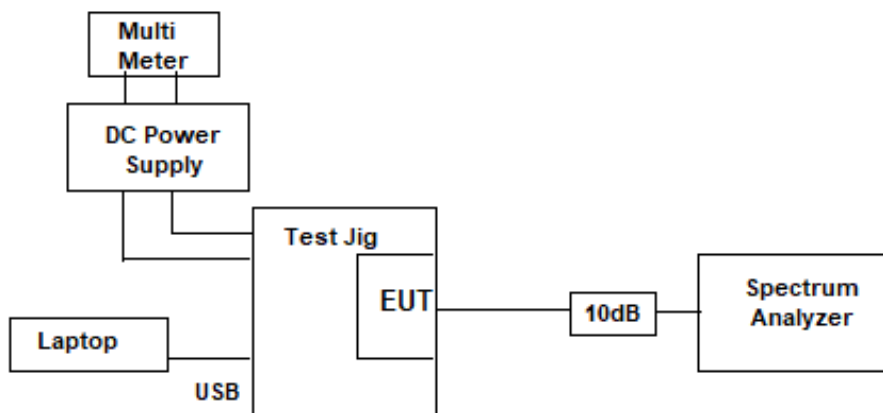 Multi
Meter
DC Power
Supply
Test Jig
EUT
10dB
Spectrum
Analyzer
Laptop
USB